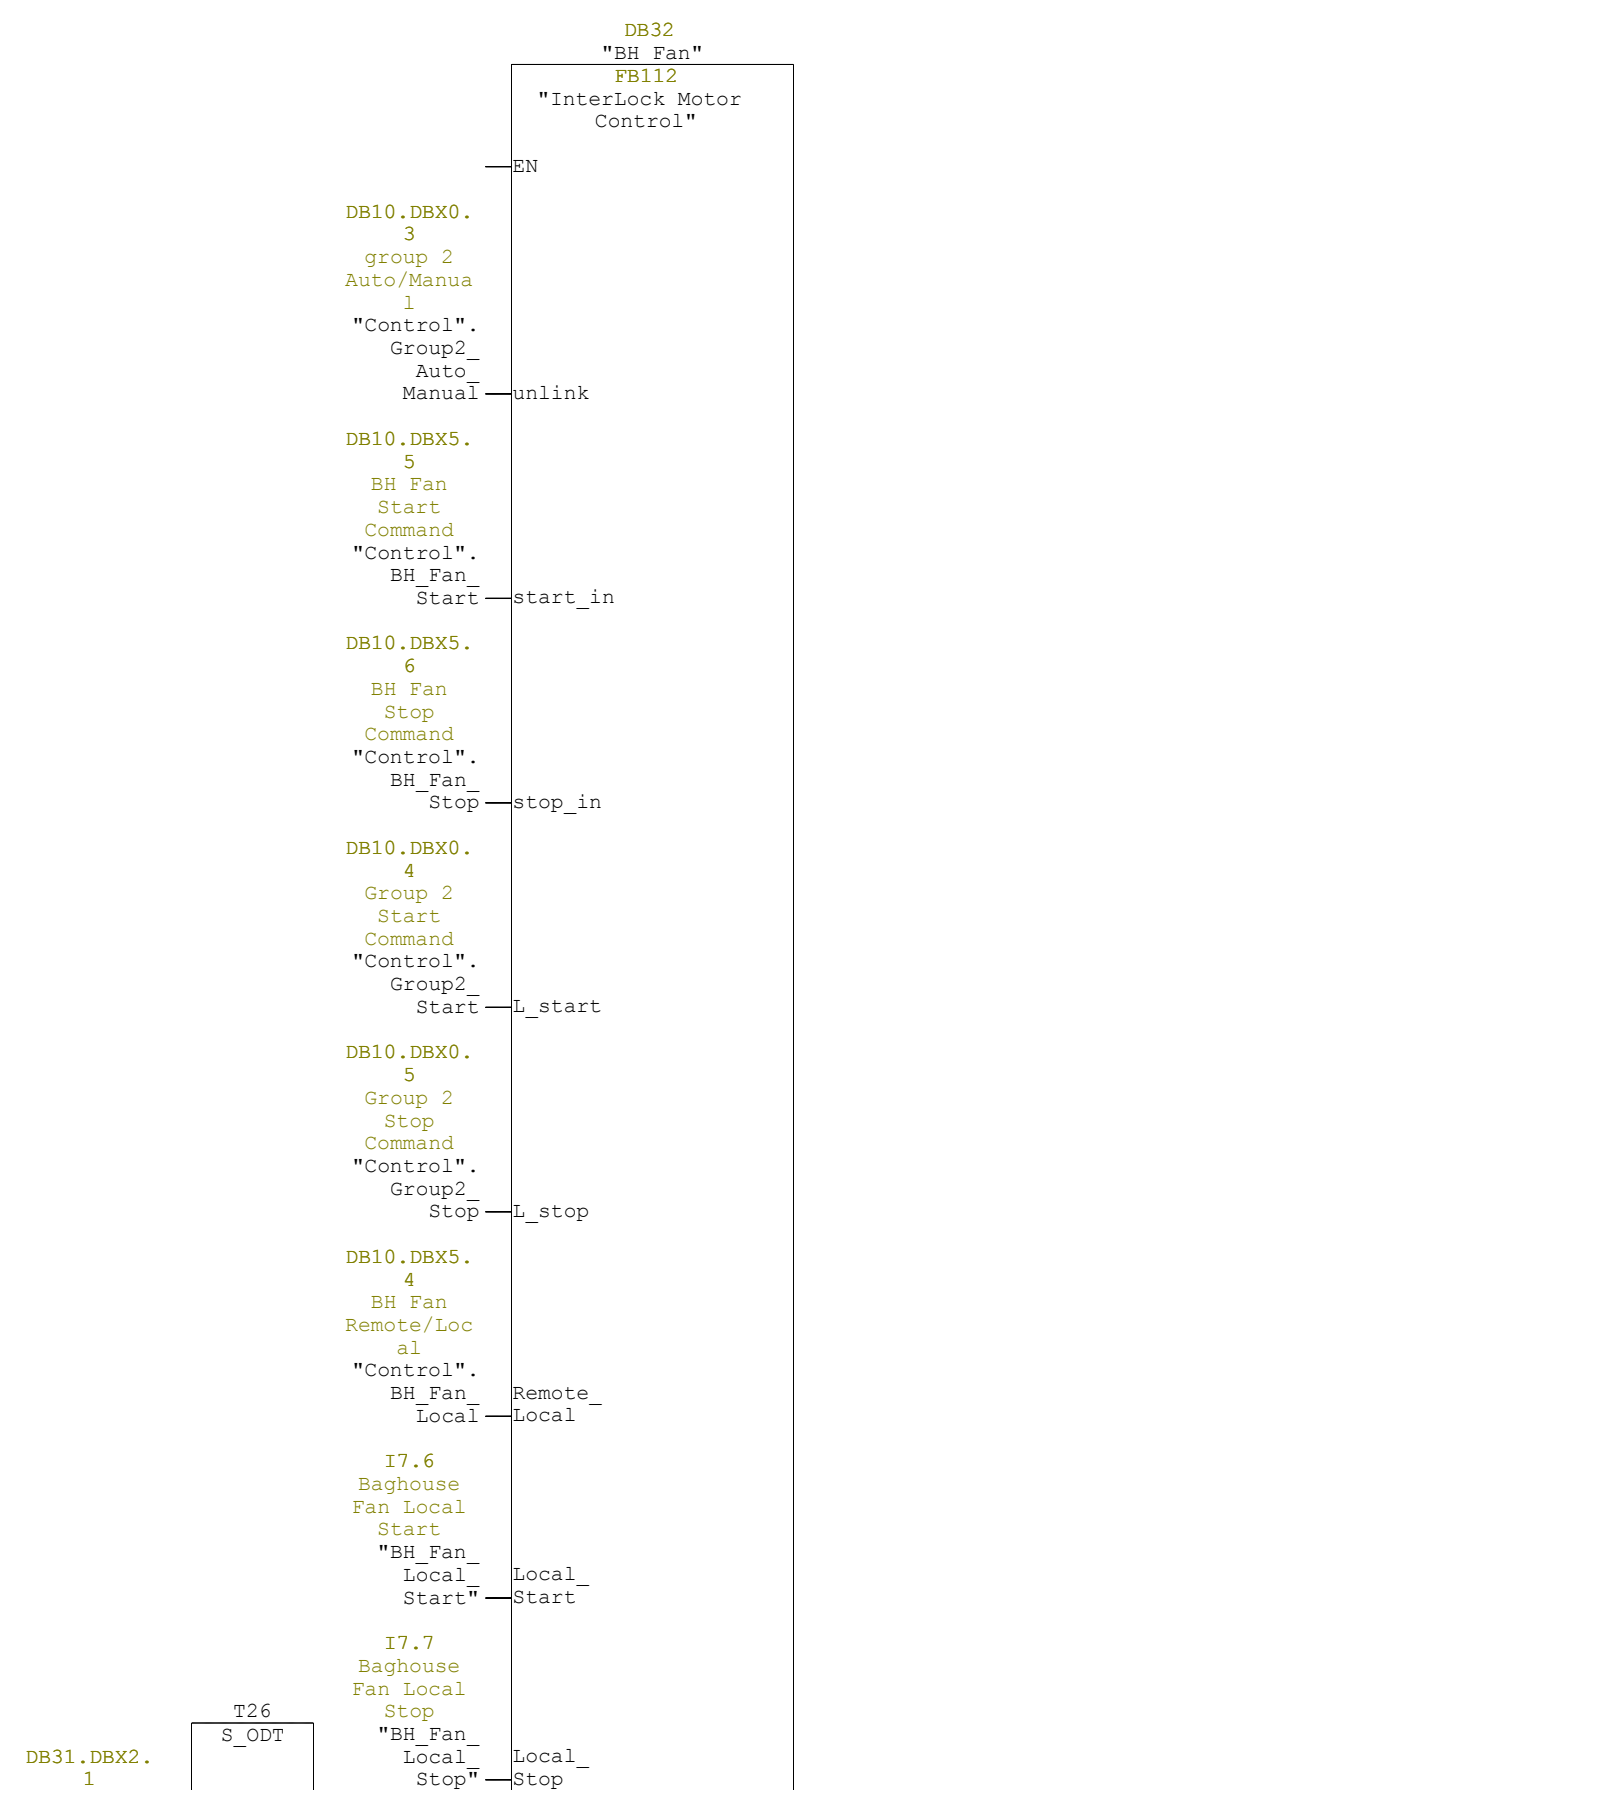 DB32
"BH Fan"
FB112
"InterLock Motor
Control"
EN
DB10.DBX0.
3
group 2
Auto/Manua
l
"Control".
Group2_
Auto_
Manual
unlink
DB10.DBX5.
5
BH Fan
Start
Command
"Control".
BH_Fan_
Start
start_in
DB10.DBX5.
6
BH Fan
Stop
Command
"Control".
BH_Fan_
Stop
stop_in
DB10.DBX0.
4
Group 2
Start
Command
"Control".
Group2_
Start
L_start
DB10.DBX0.
5
Group 2
Stop
Command
"Control".
Group2_
Stop
L_stop
DB10.DBX5.
4
BH Fan
Remote/Loc
al
"Control".
BH_Fan_
Local
Remote_
Local
I7.6
Baghouse
Fan Local
Start
"BH_Fan_
Local_
Start"
Local_
Start
I7.7
Baghouse
Fan Local
Stop
"BH_Fan_
Local_
Stop"
Local_
Stop
T26
S_ODT
DB31.DBX2.
1